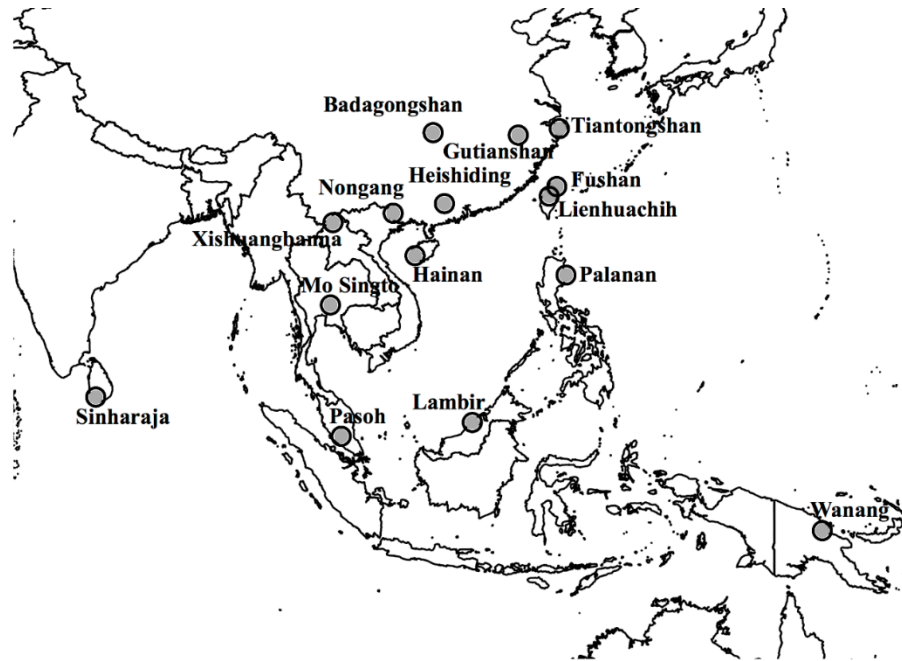 Badagongshan
Tiantongshan
Gutianshan
Heishiding
Nongang
Fushan
Lienhuachih
Xishuangbanna
Hainan
Palanan
Mo Singto
Sinharaja
Pasoh
Lambir
Wanang